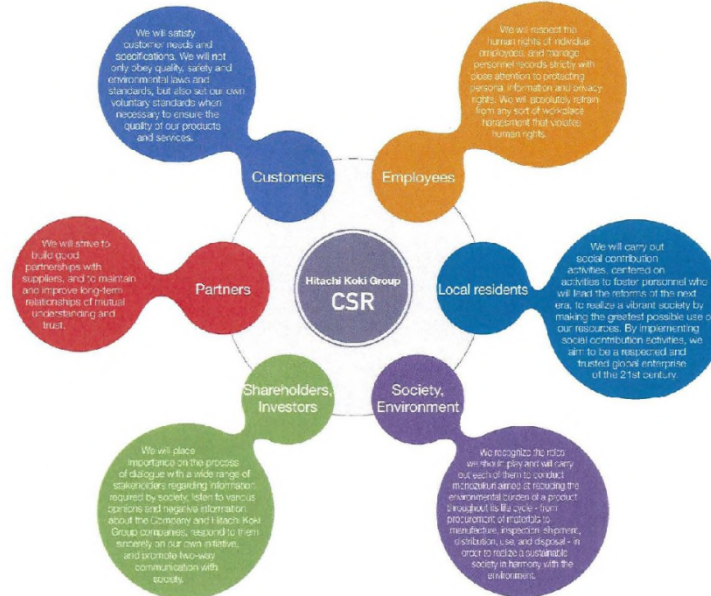 We will satisfy
customer needs and
specifications. We will not
only obey quality, safety and
environmental laws and
standards, but also set our own
voluntary standards when
necessary to ensure the
quality of our products
and services.
Customers
We will respect the
human rights of individual
employees, and manage
personnel records strictly with
close attention to protecting
personal information and privacy
rights. We will absolutely refrain
from any sort of workplace
harassment that violates
human rights.
Employees
We will strive to
build good
partnerships with
suppliers, and to maintain
and improve long-term
relationships of mutual
understanding and
trust.
Partners
Hitachi Koki Group
CSR
Local residents
We will carry out
social contribution
activities, centered on
activities to foster personnel who
will lead the reforms of the next
era, to realize a vibrant society by
making the greatest possible use of
our resources. By implementing
social contribution activities, we
aim to be a respected and
trusted global enterprise
of the 21st century.
Shareholders,
Investors
We will place
importance on the process
of dialogue with a wide range of
stakeholders regarding information
required by society, listen to various
opinions and negative information
about the Company and Hitachi Koki
Group companies, respond to them
sincerely on our own initiative,
and promote two-way
communication with
society.
Society,
Environment
We recognize the roles
we should play and will carry
out each of them to conduct
monozukuri aimed at reducing the
environmental burden of a product
throughout its life cycle - from
procurement of materials to
manufacture, inspection, shipment,
distribution, use, and disposal - in
order to realize a sustainable
society in harmony with the
environment.